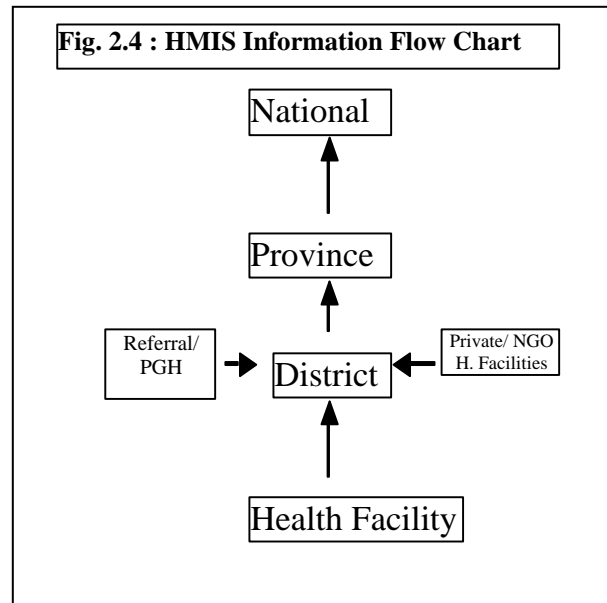 Fig. 2.4 : HMIS Information Flow Chart
National
Province
Referral/
PGH
District
Private/ NGO
H. Facilities
Health Facility